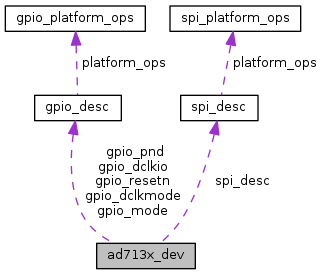 gpio_platform_ops
spi_platform_ops
platform_ops
platform_ops
gpio_desc
spi_desc
gpio_pnd
gpio_dclkio
gpio_resetn
gpio_dclkmode
gpio_mode
spi_desc
ad713x_dev